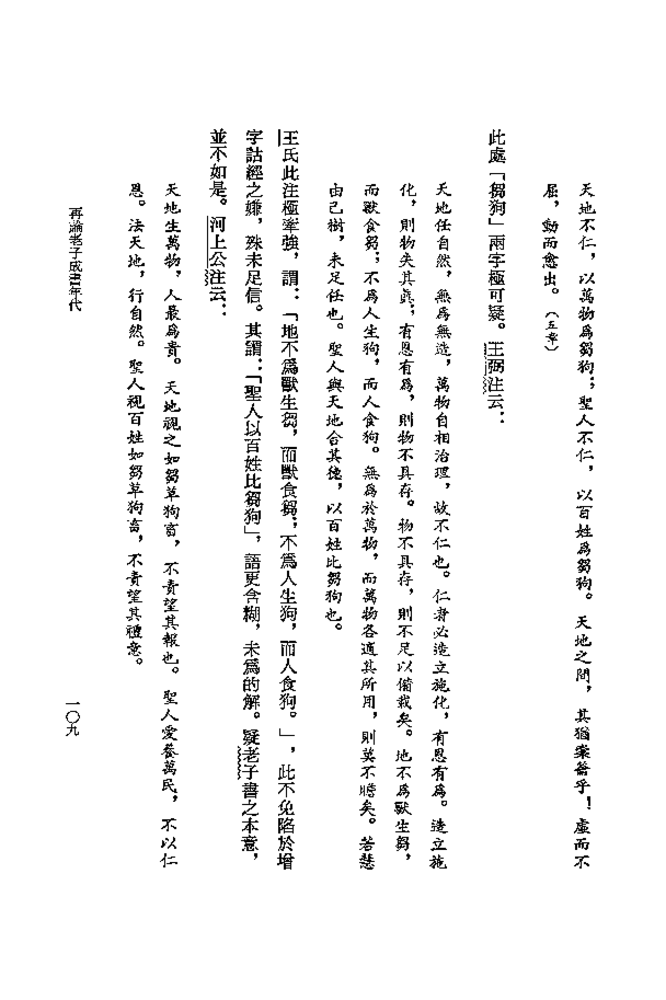 天地不仁，以萬物爲芻狗；聖人不仁，以百姓爲芻狗。天地之間，其猶橐籥乎！虛而不
屈，動而愈出。（五章）
此處「芻狗」兩字極可疑。王弼注云：
天地任自然，無爲無造，萬物自相治理，故不仁也。仁者必造立施化，有恩有爲。造立施
化，則物失其眞；有恩有爲，則物不具存。物不具存，則不足以備載矣。地不爲獸生芻，
而獸食芻；不爲人生狗，而人食狗。無爲於萬物，而萬物各適其所用，則莫不贍矣。若慧
由己樹，未足任也。聖人與天地合其德，以百姓比芻狗也。
王氏此注極牽強，謂：「地不爲獸生芻，而獸食芻；不爲人生狗，而人食狗。」，此不免陷於增
字詁經之嫌，殊未足信。其謂：「聖人以百姓比芻狗」，語更含糊，未爲的解。疑老子書之本意，
並不如是。河上公注云：
天地生萬物，人最爲貴。天地視之如芻草狗畜，不責望其報也。聖人愛養萬民，不以仁
恩。法天地，行自然。聖人視百姓如芻草狗畜，不責望其禮意。
再論老子成書年代
一〇九